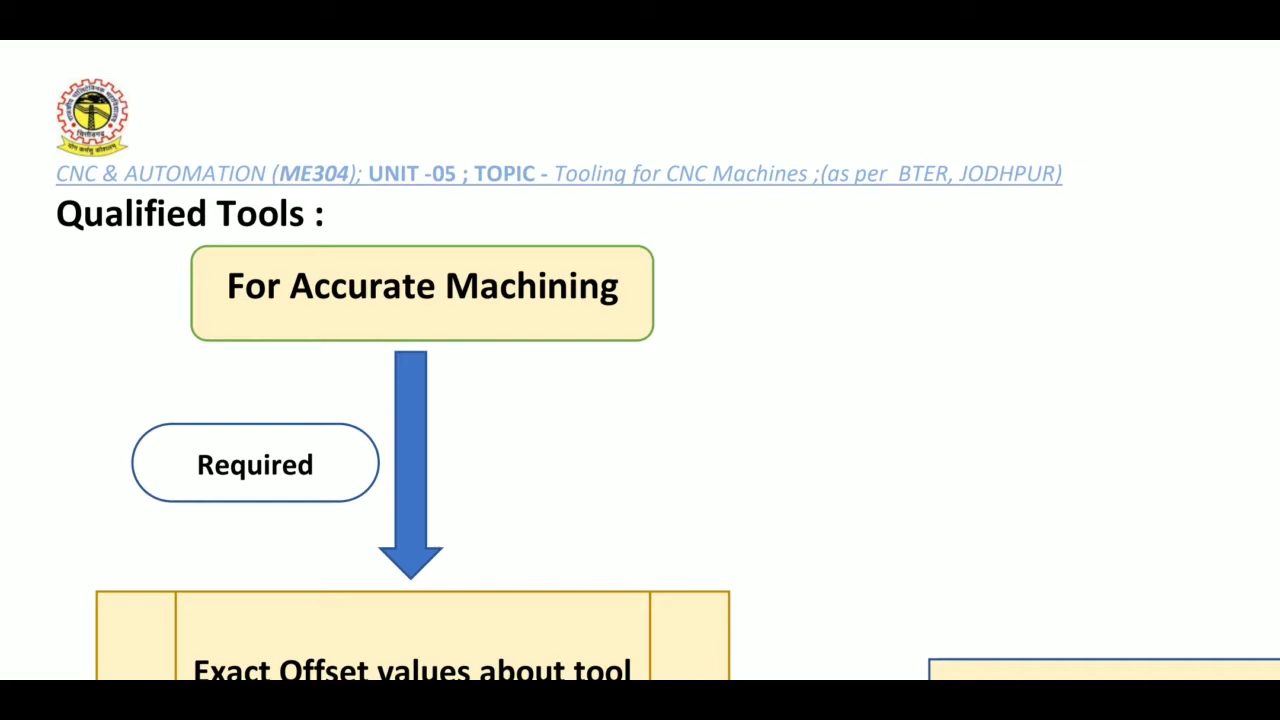 CNC & AUTOMATION (ME304); UNIT -05 ; TOPIC - Tooling for CNC Machines ;(as per BTER, JODHPUR)
Qualified Tools :
For Accurate Machining
Required
Exact Offset values about tool